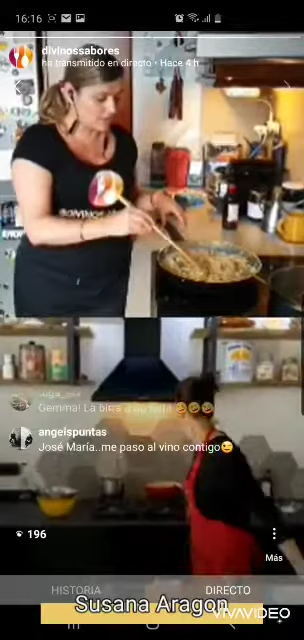 16:16
divinossabores
ha transmitido en directo • Hace 4 h
Gemma! La birra
angelspuntas
José María..me paso al vino contigo😉
196
Más
HISTORIA
DIRECTO
Susana Aragon
VIVAVIDEO